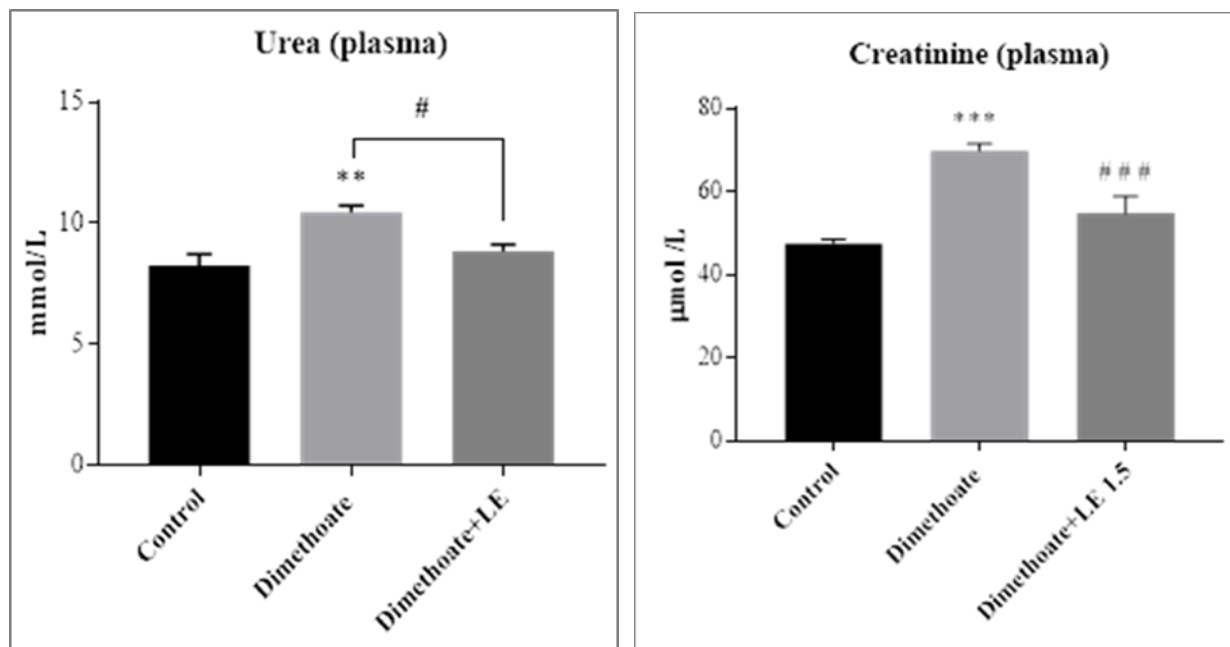 Urea (plasma)
15
#
**
10
mmol/L
5
0
Control
Dimethoate
Dimethoate+LE
Creatinine (plasma)
80
***
###
60
μmol /L
40
20
0
Control
Dimethoate
Dimethoate+LE 1.5